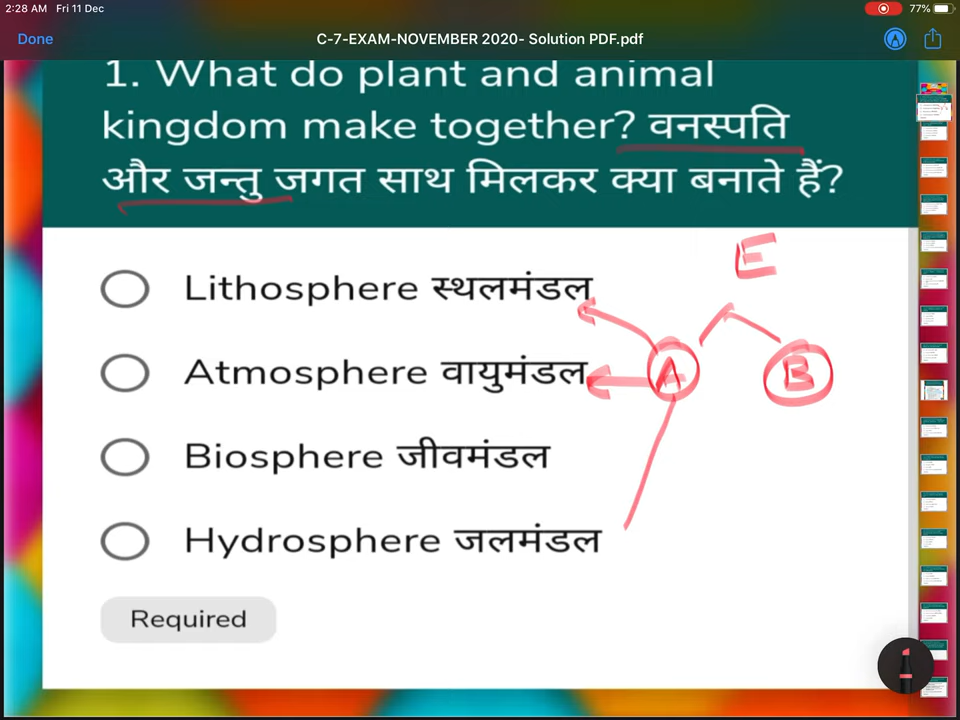 2:28 AM Fri 11 Dec
77%
Done
C-7-EXAM-NOVEMBER 2020- Solution PDF.pdf
1. What do plant and animal
kingdom make together? वनस्पति
और जन्तु जगत साथ मिलकर क्या बनाते हैं?
E
Lithosphere स्थलमंडल
Atmosphere वायुमंडल
A B
Biosphere जीवमंडल
Hydrosphere जलमंडल
Required